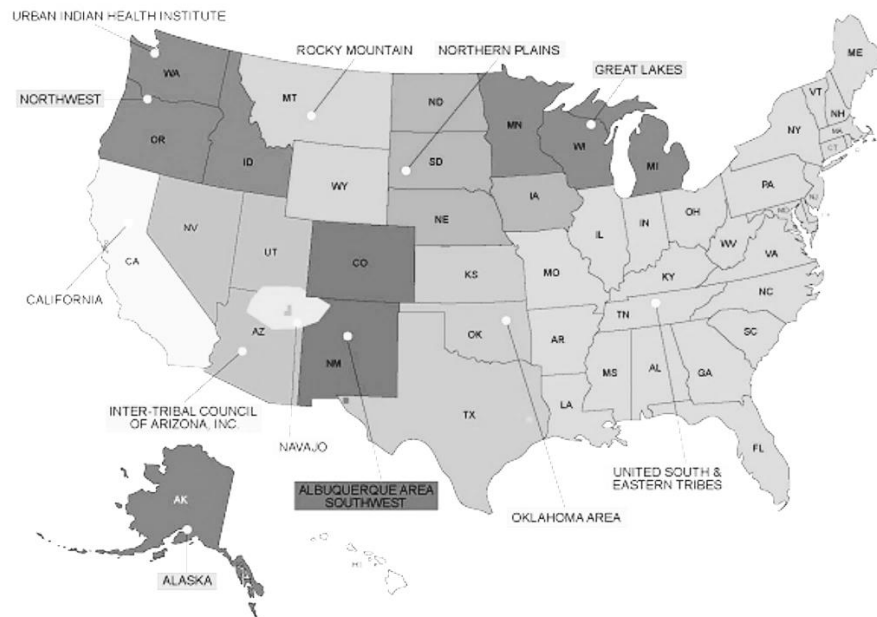 URBAN INDIAN HEALTH INSTITUTE
ROCKY MOUNTAIN
NORTHERN PLAINS
GREAT LAKES
NORTHWEST
WA
OR
ID
MT
WY
ND
SD
NE
IA
MN
WI
MI
ME
VT
NH
MA
CT
NY
NJ
PA
MD
OH
IN
IL
WV
VA
KY
NC
TN
SC
NV
UT
CO
KS
MO
CA
AZ
NM
OK
AR
TX
LA
MS
AL
GA
FL
CALIFORNIA
INTER-TRIBAL COUNCIL
OF ARIZONA, INC.
NAVAJO
ALBUQUERQUE AREA
SOUTHWEST
OKLAHOMA AREA
UNITED SOUTH &
EASTERN TRIBES
AK
ALASKA
HI